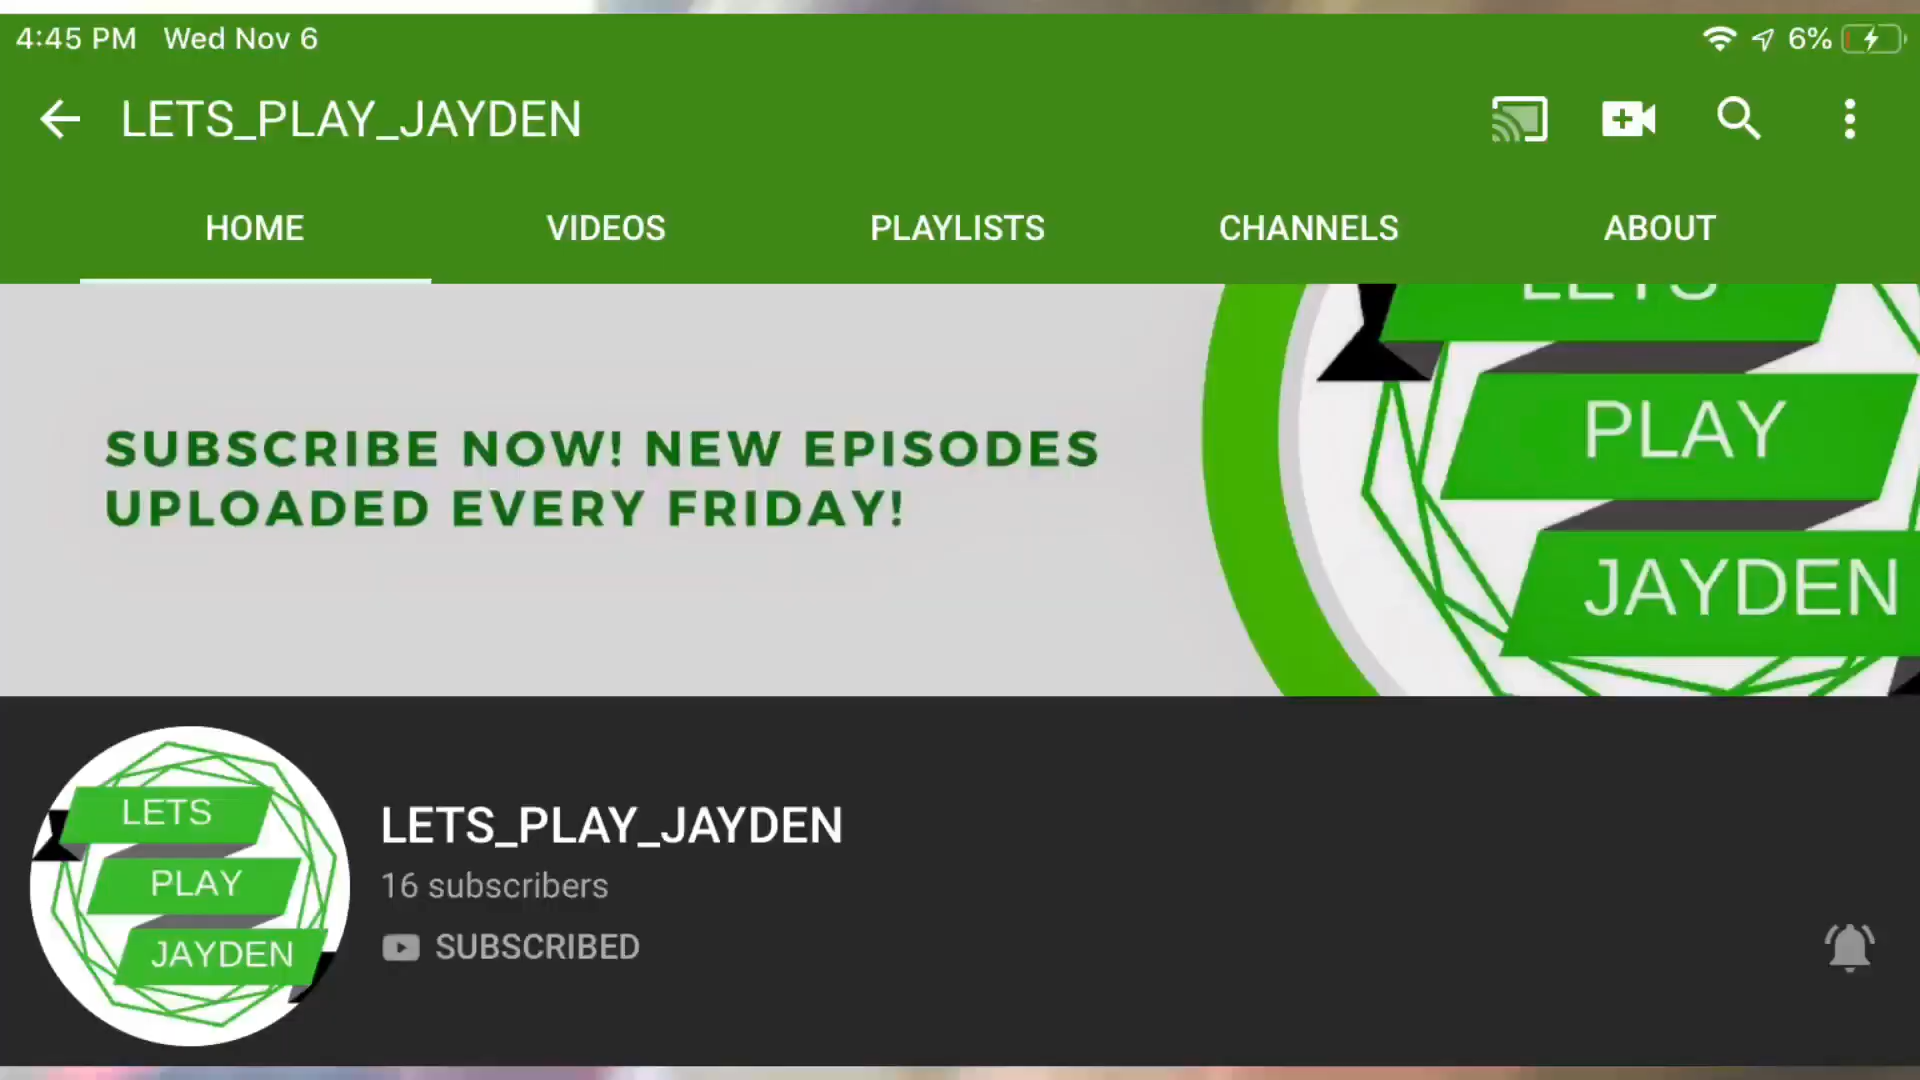 4:45 PM Wed Nov 6 6%
LETS_PLAY_JAYDEN
HOME VIDEOS PLAYLISTS CHANNELS ABOUT
SUBSCRIBE NOW! NEW EPISODES
UPLOADED EVERY FRIDAY!
LETS
PLAY
JAYDEN
LETS
PLAY
JAYDEN
LETS_PLAY_JAYDEN
16 subscribers
SUBSCRIBED